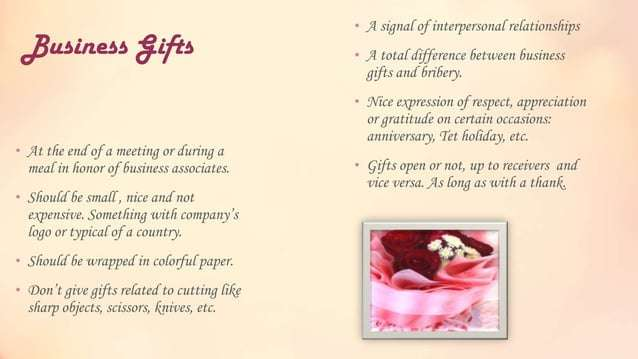 Business Gifts
• At the end of a meeting or during a
meal in honor of business associates.
• Should be small , nice and not
expensive. Something with company's
logo or typical of a country.
• Should be wrapped in colorful paper.
• Don't give gifts related to cutting like
sharp objects, scissors, knives, etc.
• A signal of interpersonal relationships
• A total difference between business
gifts and bribery.
• Nice expression of respect, appreciation
or gratitude on certain occasions:
anniversary, Tet holiday, etc.
• Gifts open or not, up to receivers and
vice versa. As long as with a thank.